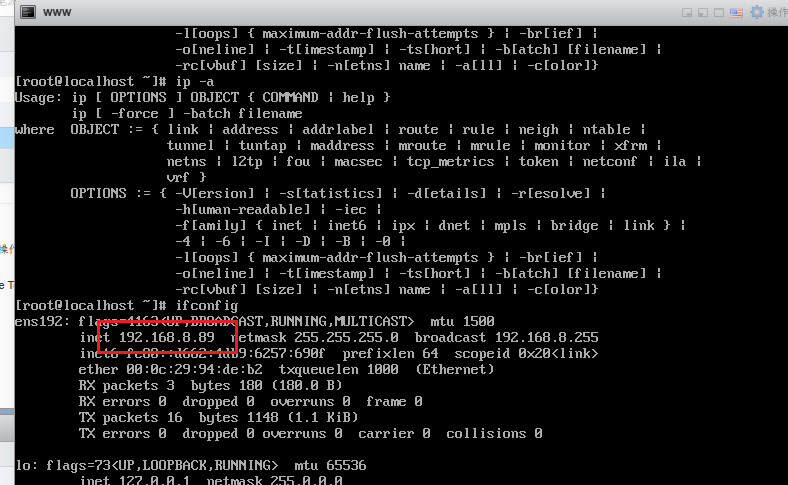 www
操作
-l[oops] { maximum-addr-flush-attempts } | -br[ief] |
-o[neline] | -t[imestamp] | -ts[hort] | -b[atch] [filename] |
-rc[vbuf] [size] | -n[etns] name | -a[ll] | -c[olor]}
[root@localhost ~]# ip -a
Usage: ip [ OPTIONS ] OBJECT { COMMAND | help }
ip [ -force ] -batch filename
where OBJECT := { link | address | addrlabel | route | rule | neigh | ntable |
tunnel | tuntap | maddress | mroute | mrule | monitor | xfrm |
netns | l2tp | fou | macsec | tcp_metrics | token | netconf | ila |
vrf }
OPTIONS := { -V[ersion] | -s[tatistics] | -d[etails] | -r[esolve] |
-h[uman-readable] | -iec |
-f[amily] { inet | inet6 | ipx | dnet | mpls | bridge | link } |
-4 | -6 | -I | -D | -B | -0 |
-l[oops] { maximum-addr-flush-attempts } | -br[ief] |
-o[neline] | -t[imestamp] | -ts[hort] | -b[atch] [filename] |
-rc[vbuf] [size] | -n[etns] name | -a[ll] | -c[olor]}
[root@localhost ~]# ifconfig
ens192: flags=4163<UP,BROADCAST,RUNNING,MULTICAST> mtu 1500
inet 192.168.8.89 netmask 255.255.255.0 broadcast 192.168.8.255
inet6 prefixlen 64 scopeid 0x20<link>
ether 00:0c:29:94:de:b2 txqueuelen 1000 (Ethernet)
RX packets 3 bytes 180 (180.0 B)
RX errors 0 dropped 0 overruns 0 frame 0
TX packets 16 bytes 1148 (1.1 KiB)
TX errors 0 dropped 0 overruns 0 carrier 0 collisions 0
lo: flags=73<UP,LOOPBACK,RUNNING> mtu 65536
inet 127.0.0.1 netmask 255.0.0.0